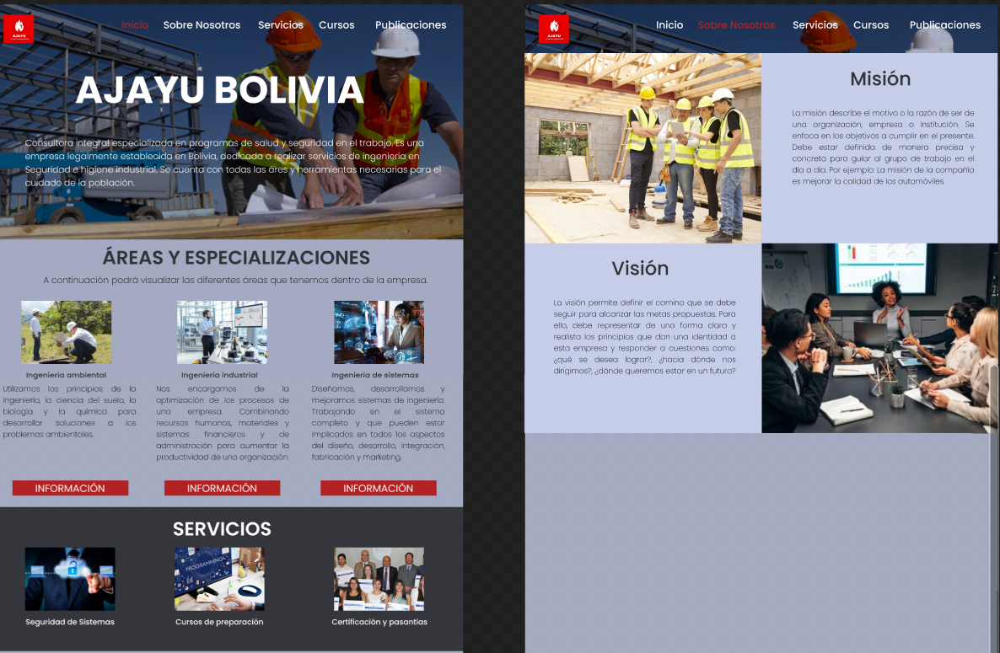 AJAYU
Inicio Sobre Nosotros Servicios Cursos Publicaciones
AJAYU BOLIVIA
Consultora integral especializada en programas de salud y seguridad en el trabajo. Es una
empresa legalmente establecida en Bolivia, dedicada a realizar servicios de ingeniería en
Seguridad e higiene industrial. Se cuenta con todas las áres y herramientas necesarias para el
cuidado de la población.
ÁREAS Y ESPECIALIZACIONES
A continuación podrá visualizar las diferentes áreas que tenemos dentro de la empresa.
Ingeniería ambiental
Utilizamos los principios de la
ingeniería, la ciencia del suelo, la
biología y la química para
desarrollar soluciones a los
problemas ambientales.
INFORMACIÓN
Ingeniería industrial
Nos encargamos de la
optimización de los procesos de
una empresa. Combinando
recursos humanos, materiales y
sistemas financieros y de
administración para aumentar la
productividad de una organización.
INFORMACIÓN
Ingeniería de sistemas
Diseñamos, desarrollamos y
mejoramos sistemas de ingeniería.
Trabajando en el sistema
completo y que pueden estar
implicados en todos los aspectos
del diseño, desarrollo, integración,
fabricación y marketing.
INFORMACIÓN
SERVICIOS
Seguridad de Sistemas
PROGRAMMING
Cursos de preparación
Certificación y pasantías
AJAYU
Inicio Sobre Nosotros Servicios Cursos Publicaciones
Misión
La misión describe el motivo o la razón de ser de
una organización, empresa o institución. Se
enfoca en los objetivos a cumplir en el presente.
Debe estar definida de manera precisa y
concreta para guiar al grupo de trabajo en el
día a día. Por ejemplo: La misión de la compañía
es mejorar la calidad de los automóviles.
Visión
La visión permite definir el camino que se debe
seguir para alcanzar las metas propuestas. Para
ello, debe representar de una forma clara y
realista los principios que dan una identidad a
esta empresa y responder a cuestiones como:
¿qué se desea lograr?, ¿hacia dónde nos
dirigimos?, ¿dónde queremos estar en un futuro?